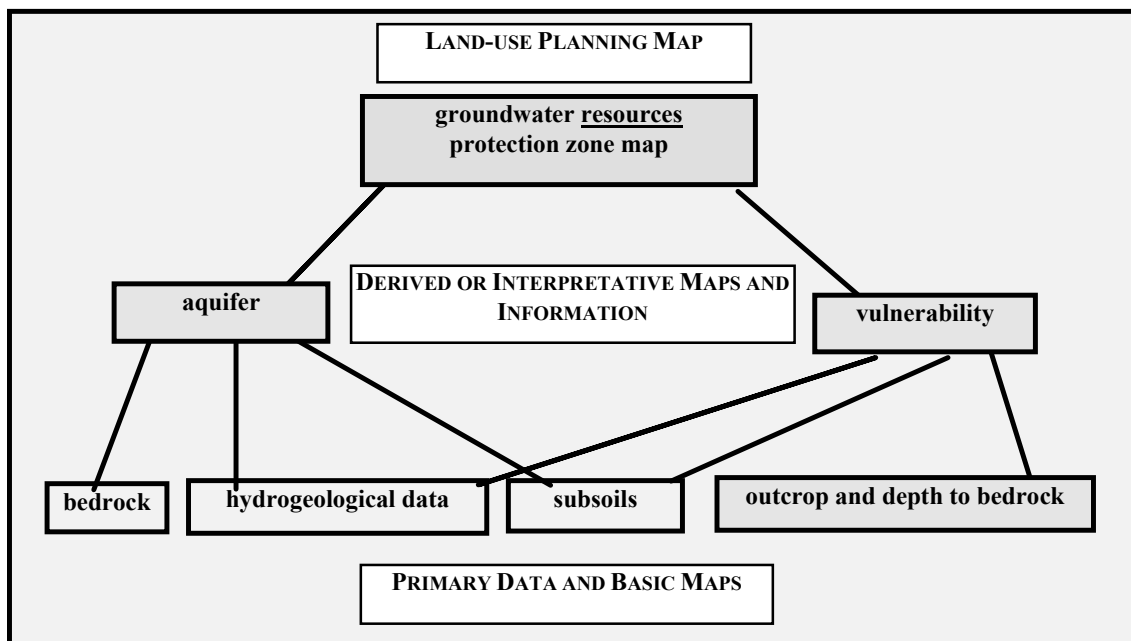 LAND-USE PLANNING MAP
groundwater resources
protection zone map
DERIVED OR INTERPRETATIVE MAPS AND
INFORMATION
aquifer
vulnerability
bedrock
hydrogeological data
subsoils
outcrop and depth to bedrock
PRIMARY DATA AND BASIC MAPS